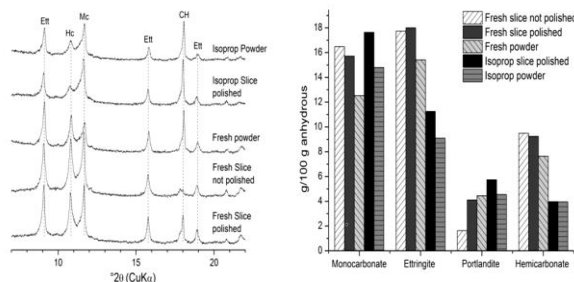 Ett
Hc
Mc
Ett
CH
Ett
Isoprop Powder
Isoprop Slice
polished
Fresh powder
Fresh Slice
not polished
Fresh Slice
polished
10
15
20
°2θ (CuKα)
g/100 g anhydrous
18
16
14
12
10
8
6
4
2
0
Fresh slice not polished
Fresh slice polished
Fresh powder
Isoprop slice polished
Isoprop powder
Monocarbonate
Ettringite
Portlandite
Hemicarbonate